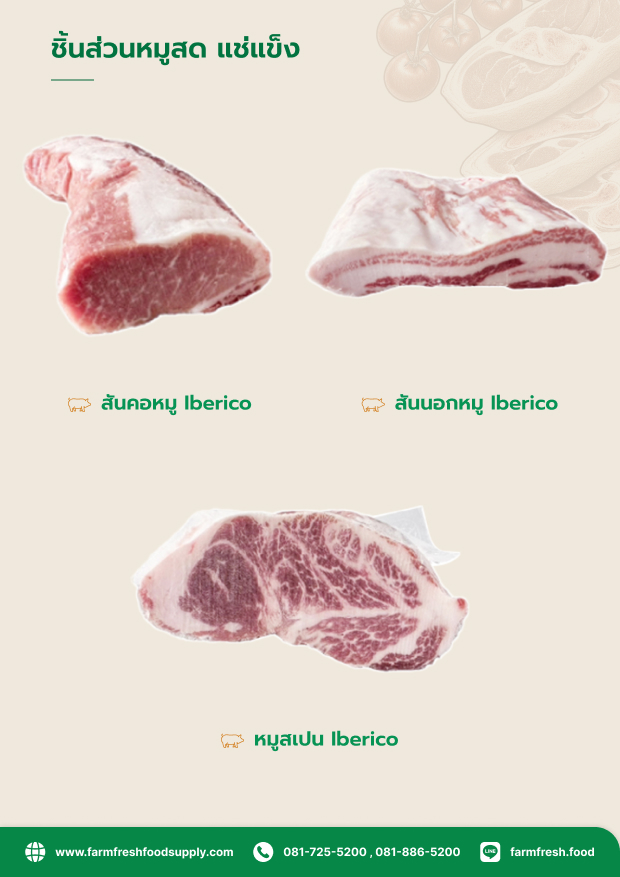 ชิ้นส่วนหมูสด แช่แข็ง
สันคอหมู Iberico
สันนอกหมู Iberico
หมูสเปน Iberico
www.farmfreshfoodsupply.com
081-725-5200 , 081-886-5200
LINE
farmfresh.food